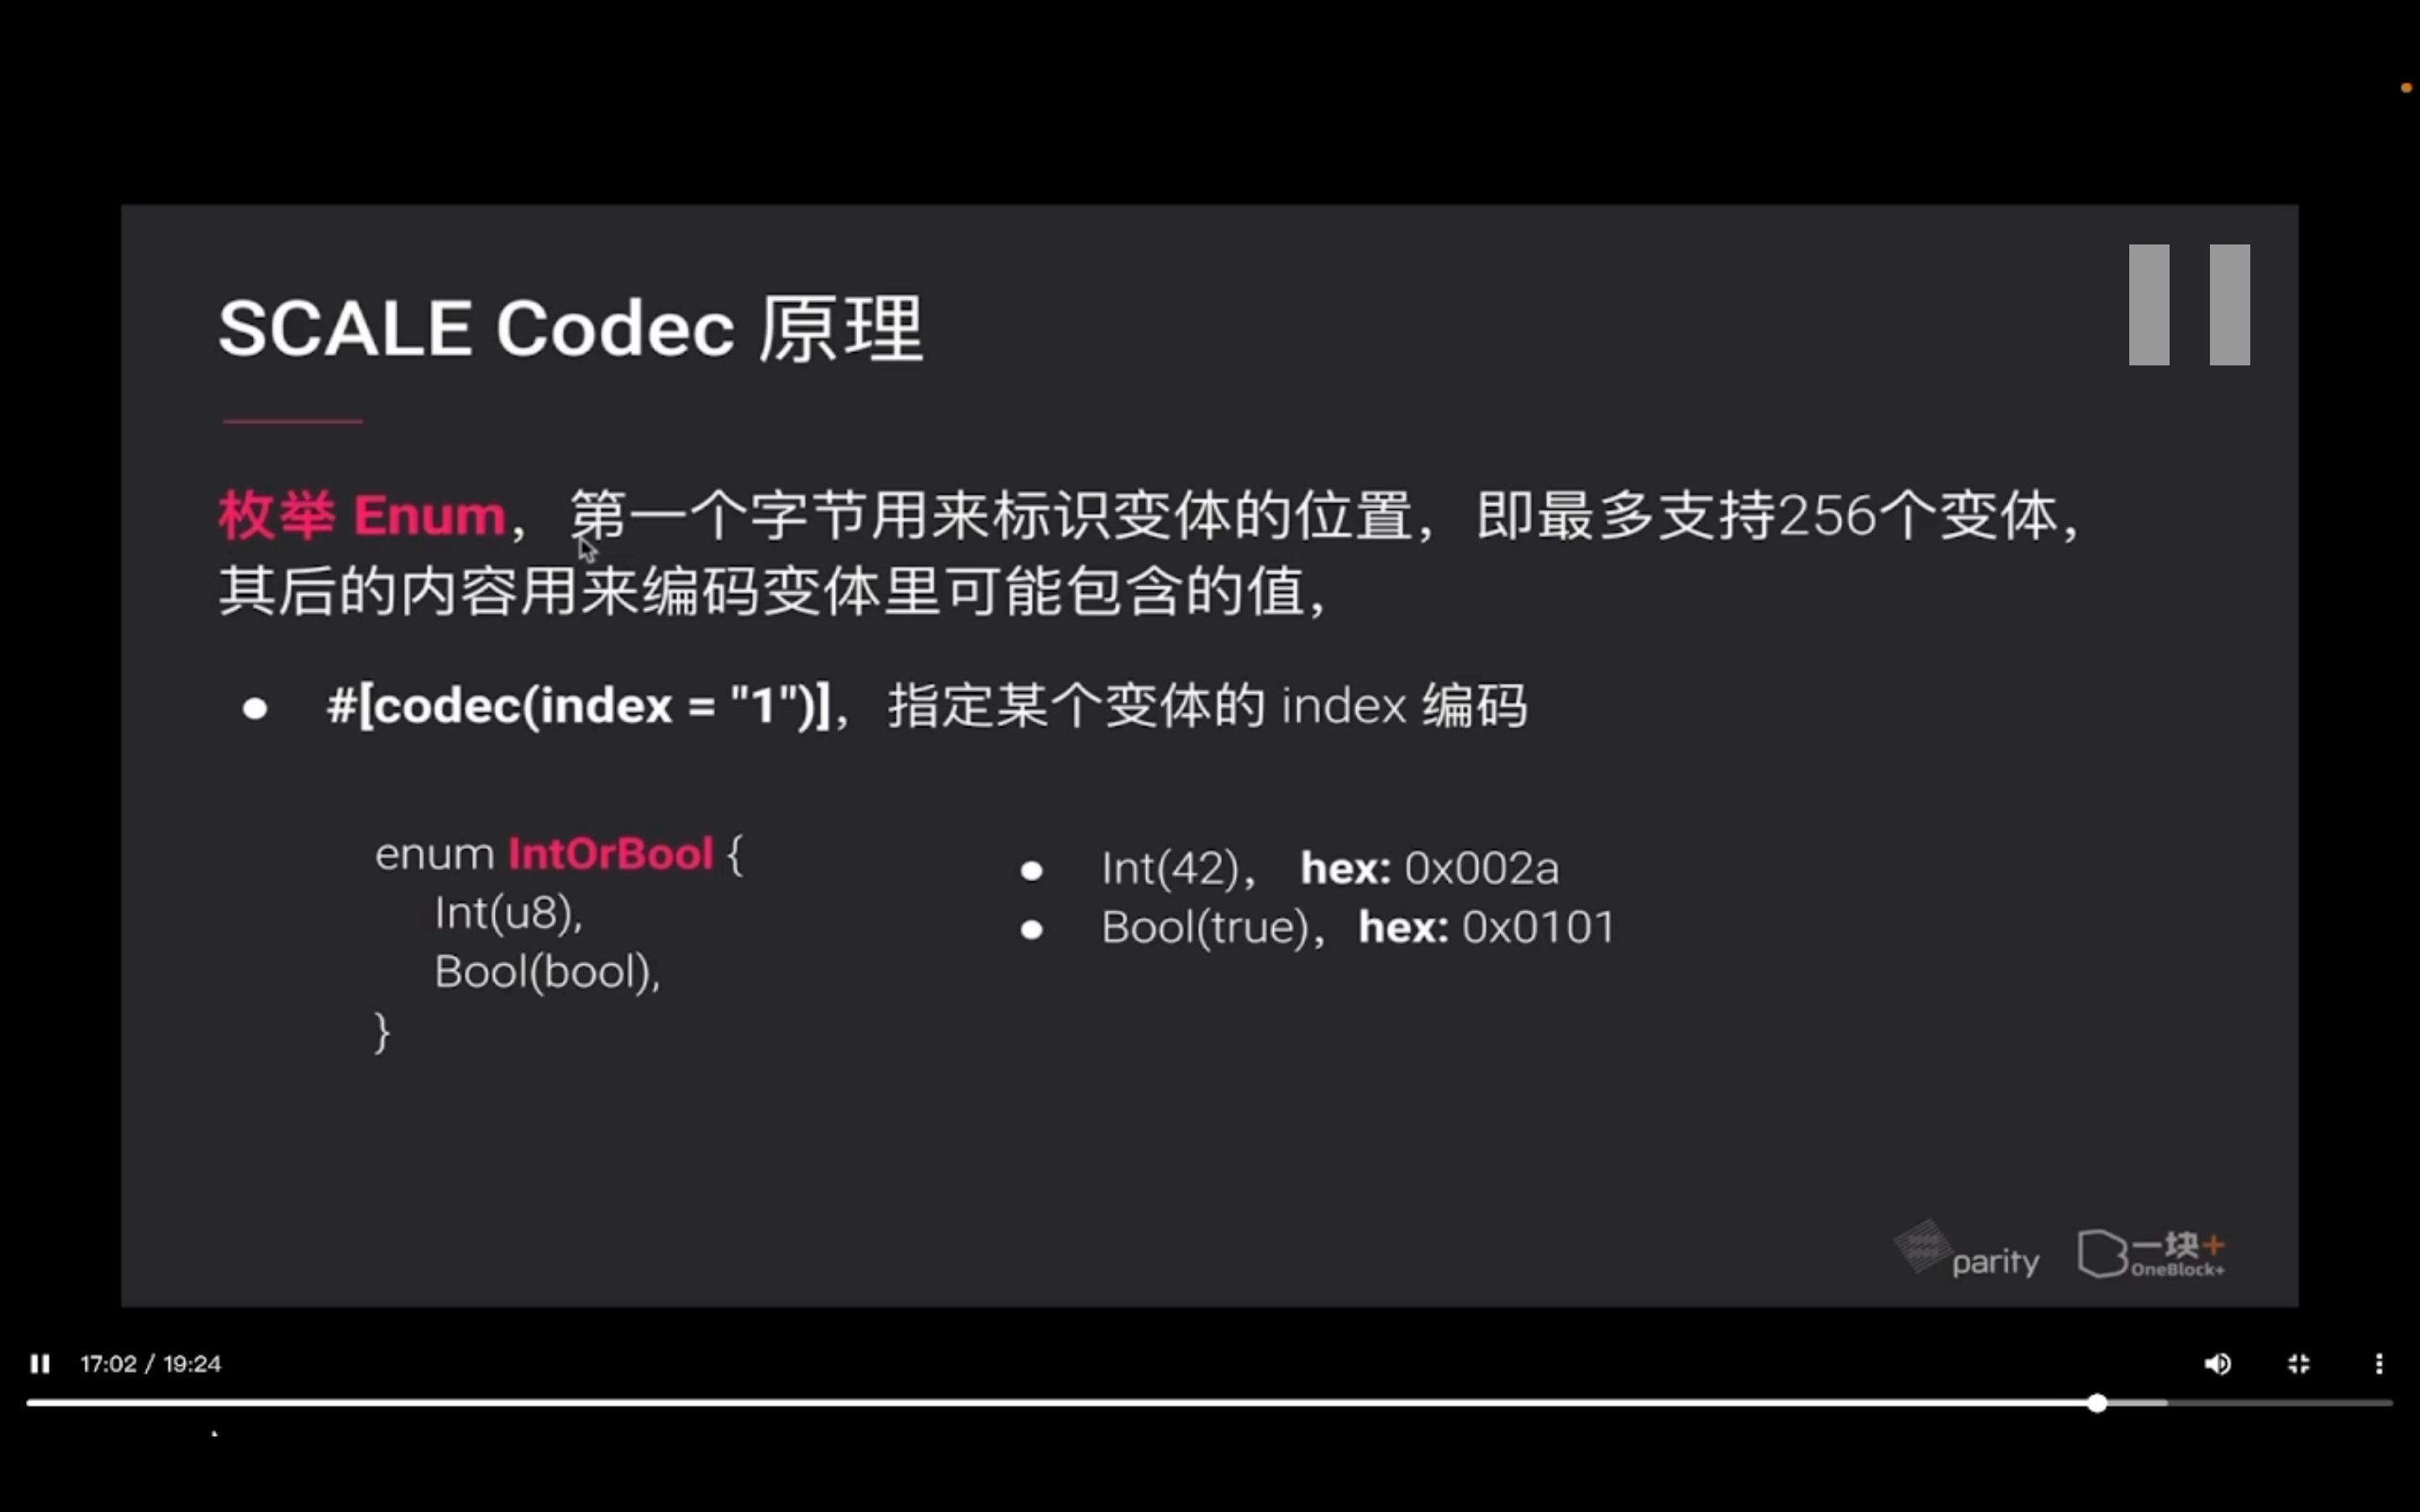 SCALE Codec 原理
枚举 Enum，第一个字节用来标识变体的位置，即最多支持256个变体，
其后的内容用来编码变体里可能包含的值，
● #[codec(index = "1")]，指定某个变体的 index 编码
enum IntOrBool {
Int(u8),
Bool(bool),
}
● Int(42)， hex: 0x002a
● Bool(true)，hex: 0x0101
parity
一块+
OneBlock+
17:02 / 19:24